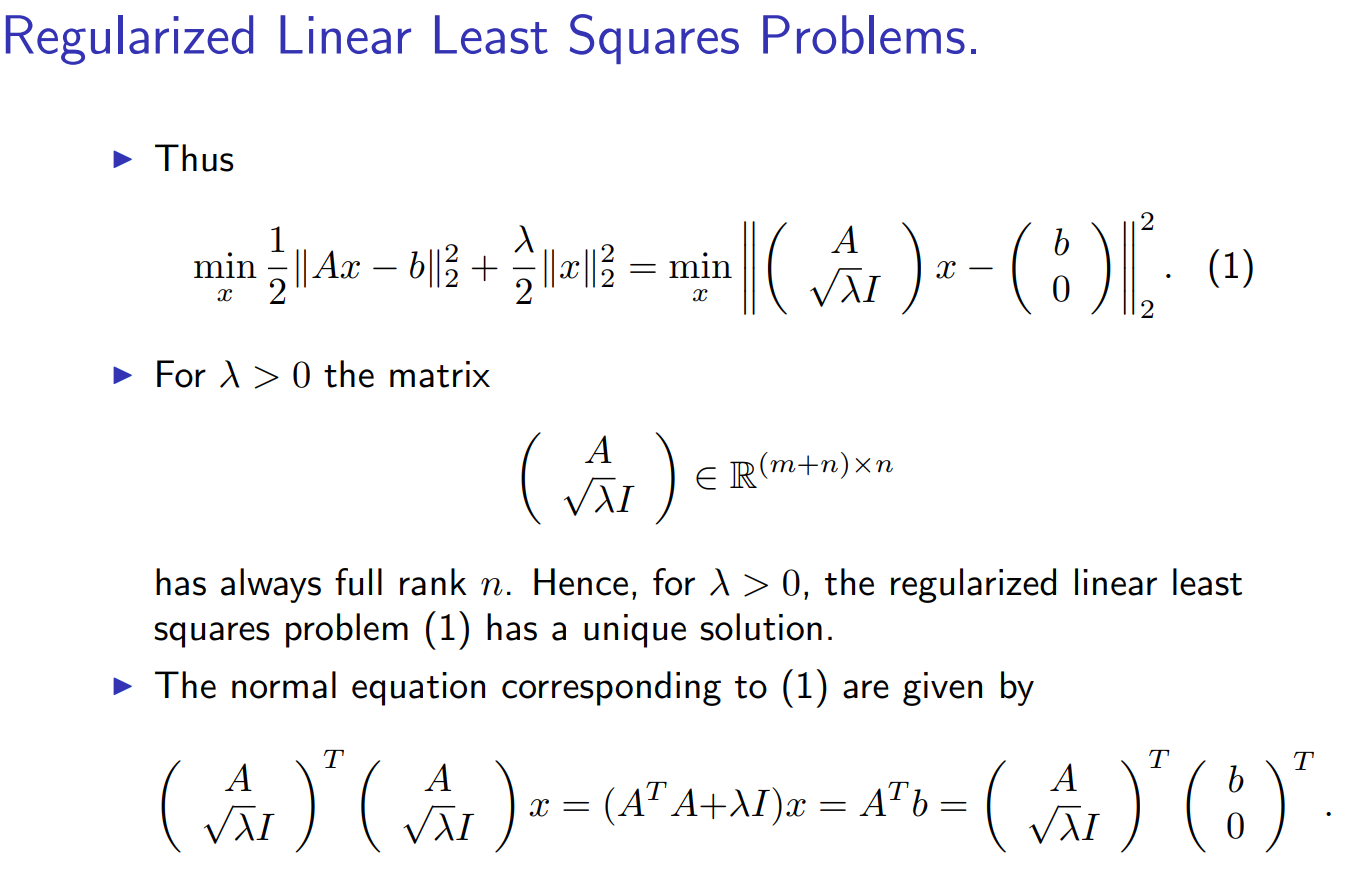 Regularized Linear Least Squares Problems.
▶ Thus
$$\min_x \frac{1}{2}\|Ax - b\|_2^2 + \frac{\lambda}{2}\|x\|_2^2 = \min_x \left\| \begin{pmatrix} A \\ \sqrt{\lambda}I \end{pmatrix} x - \begin{pmatrix} b \\ 0 \end{pmatrix} \right\|_2^2. \quad (1)$$
▶ For $\lambda > 0$ the matrix
$$\begin{pmatrix} A \\ \sqrt{\lambda}I \end{pmatrix} \in \mathbb{R}^{(m+n)\times n}$$
has always full rank $n$. Hence, for $\lambda > 0$, the regularized linear least
squares problem (1) has a unique solution.
▶ The normal equation corresponding to (1) are given by
$$\begin{pmatrix} A \\ \sqrt{\lambda}I \end{pmatrix}^T \begin{pmatrix} A \\ \sqrt{\lambda}I \end{pmatrix} x = (A^T A + \lambda I)x = A^T b = \begin{pmatrix} A \\ \sqrt{\lambda}I \end{pmatrix}^T \begin{pmatrix} b \\ 0 \end{pmatrix}^T.$$